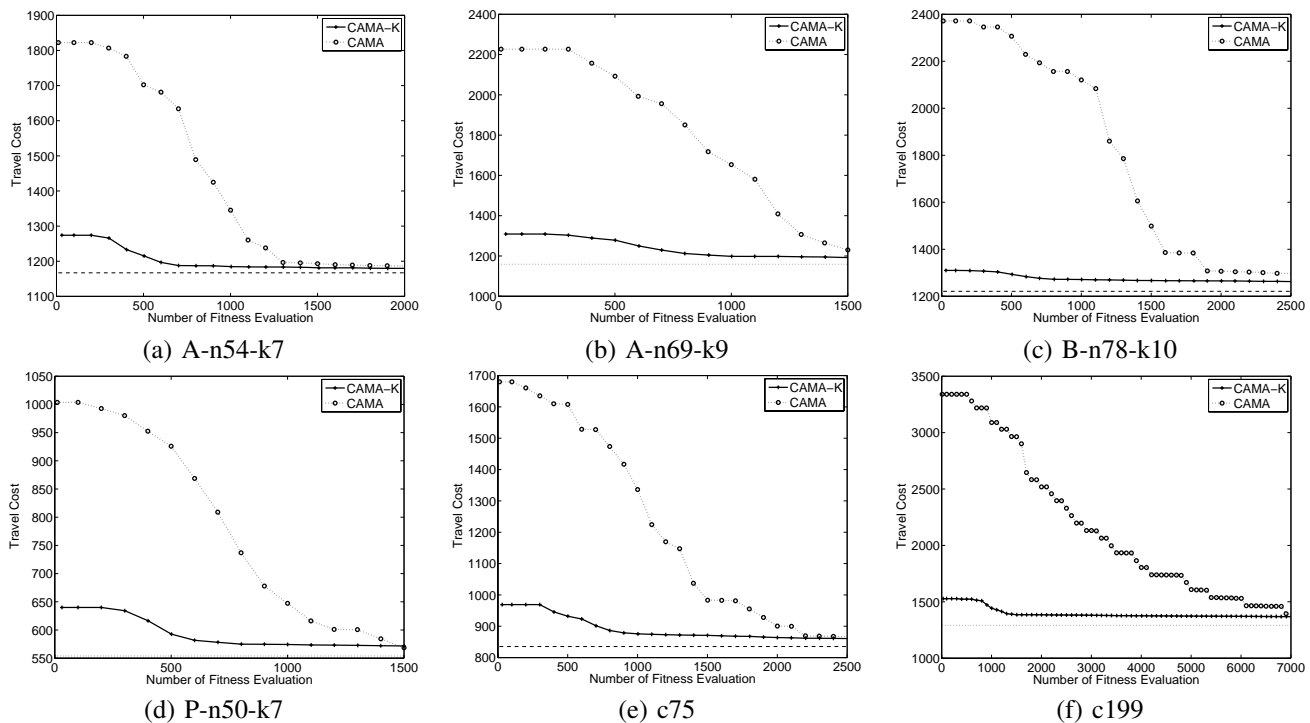 1900
1800
1700
1600
1500
1400
1300
1200
1100
0 500 1000 1500 2000
Travel Cost
Number of Fitness Evaluation
CAMA-K
CAMA
(a) A-n54-k7
2400
2200
2000
1800
1600
1400
1200
1000
0 500 1000 1500
Travel Cost
Number of Fitness Evaluation
CAMA-K
CAMA
(b) A-n69-k9
2400
2200
2000
1800
1600
1400
1200
0 500 1000 1500 2000 2500
Travel Cost
Number of Fitness Evaluation
CAMA-K
CAMA
(c) B-n78-k10
1050
1000
950
900
850
800
750
700
650
600
550
0 500 1000 1500
Travel Cost
Number of Fitness Evaluation
CAMA-K
CAMA
(d) P-n50-k7
1700
1600
1500
1400
1300
1200
1100
1000
900
800
0 500 1000 1500 2000 2500
Travel Cost
Number of Fitness Evaluation
CAMA-K
CAMA
(e) c75
3500
3000
2500
2000
1500
1000
0 1000 2000 3000 4000 5000 6000 7000
Travel Cost
Number of Fitness Evaluation
CAMA-K
CAMA
(f) c199